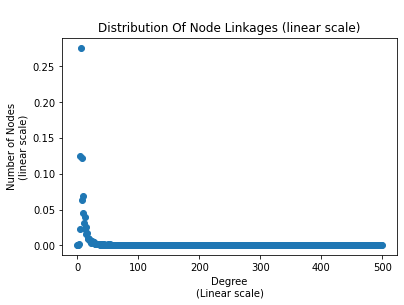 Distribution Of Node Linkages (linear scale)
Number of Nodes
(linear scale)
0.25
0.20
0.15
0.10
0.05
0.00
0 100 200 300 400 500
Degree
(Linear scale)